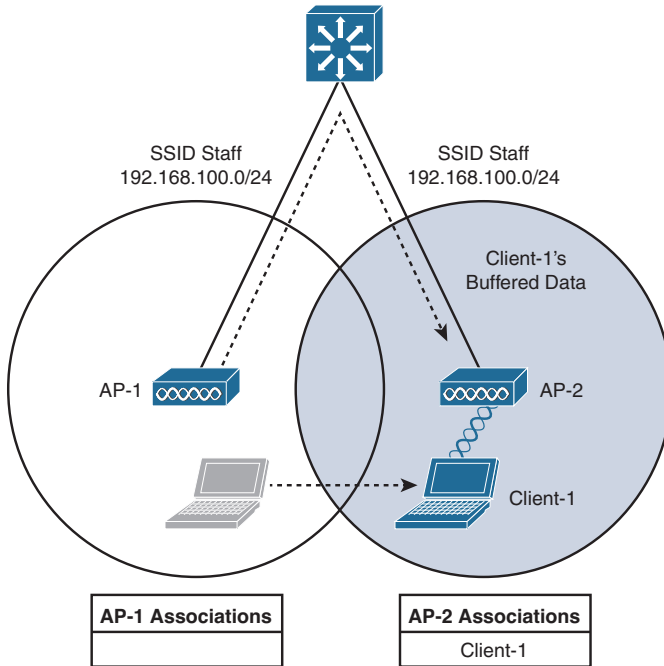 SSID Staff
192.168.100.0/24
SSID Staff
192.168.100.0/24
Client-1’s
Buffered Data
AP-1
AP-2
Client-1
AP-1 Associations
AP-2 Associations
Client-1